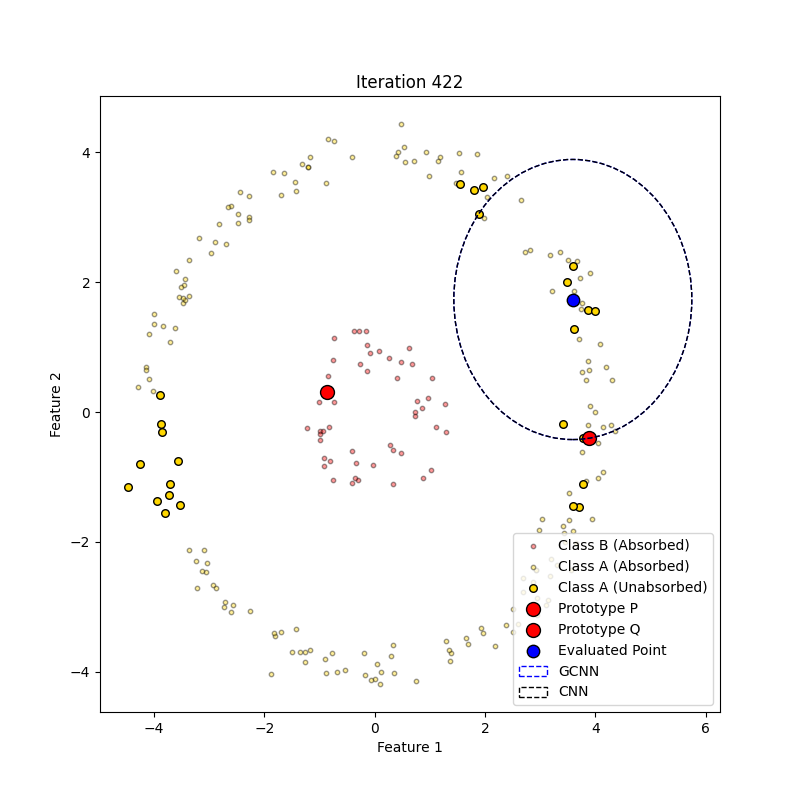 Iteration 422
4
2
0
−2
−4
Feature 2
Class B (Absorbed)
Class A (Absorbed)
Class A (Unabsorbed)
Prototype P
Prototype Q
Evaluated Point
GCNN
CNN
−4
−2
0
2
4
6
Feature 1